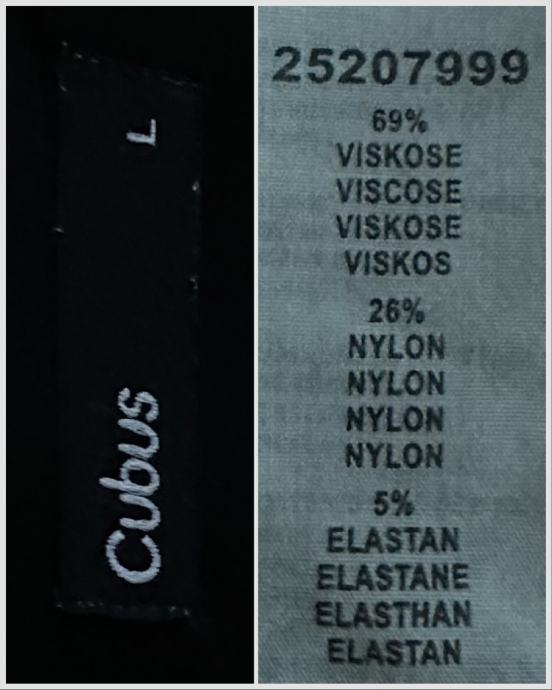 L
Cubus
25207999
69%
VISKOSE
VISCOSE
VISKOSE
VISKOS
26%
NYLON
NYLON
NYLON
NYLON
5%
ELASTAN
ELASTANE
ELASTHAN
ELASTAN